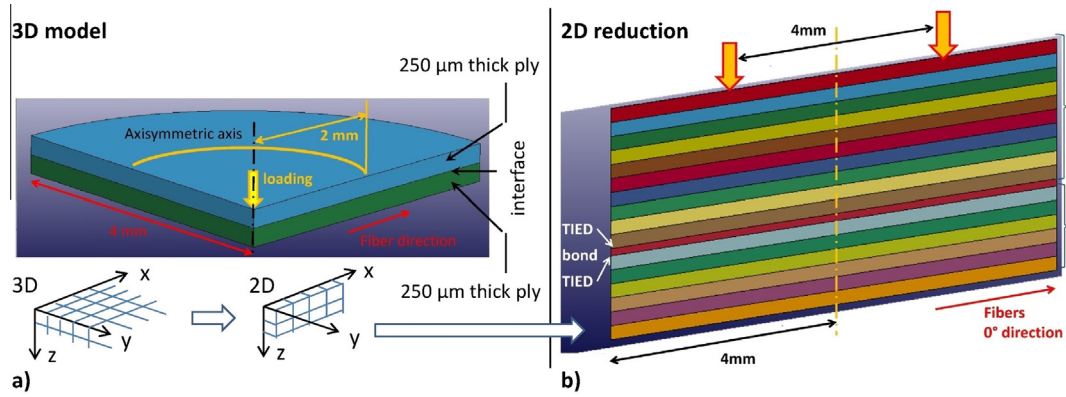 3D model
250 μm thick ply
Axisymmetric axis
2 mm
loading
interface
4 mm
Fiber direction
250 μm thick ply
3D
x
y
z
2D
x
y
z
a)
2D reduction
4mm
TIED
bond
TIED
Fibers
0° direction
4mm
b)